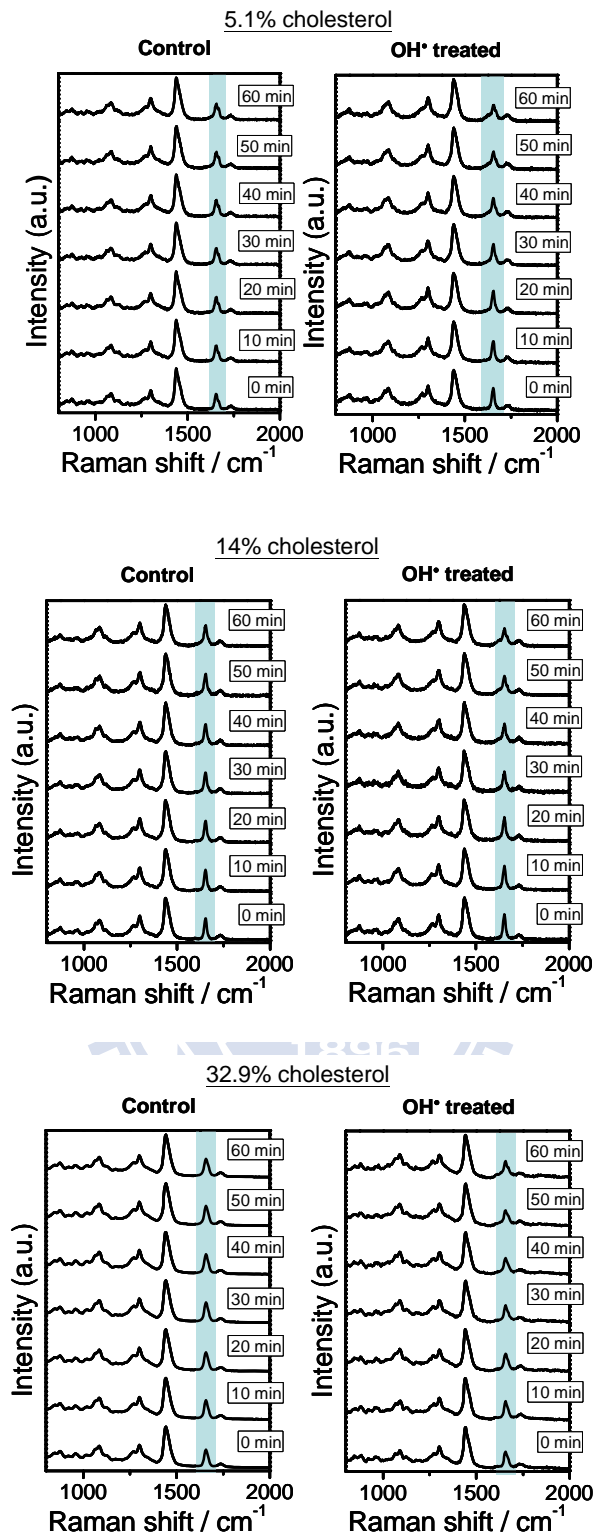 5.1% cholesterol
Control
OH• treated
Intensity (a.u.)
60 min
50 min
40 min
30 min
20 min
10 min
0 min
1000 1500 2000
Raman shift / cm-1
Intensity (a.u.)
60 min
50 min
40 min
30 min
20 min
10 min
0 min
1000 1500 2000
Raman shift / cm-1
14% cholesterol
Control
OH• treated
Intensity (a.u.)
60 min
50 min
40 min
30 min
20 min
10 min
0 min
1000 1500 2000
Raman shift / cm-1
Intensity (a.u.)
60 min
50 min
40 min
30 min
20 min
10 min
0 min
1000 1500 2000
Raman shift / cm-1
1896
32.9% cholesterol
Control
OH• treated
Intensity (a.u.)
60 min
50 min
40 min
30 min
20 min
10 min
0 min
1000 1500 2000
Raman shift / cm-1
Intensity (a.u.)
60 min
50 min
40 min
30 min
20 min
10 min
0 min
1000 1500 2000
Raman shift / cm-1